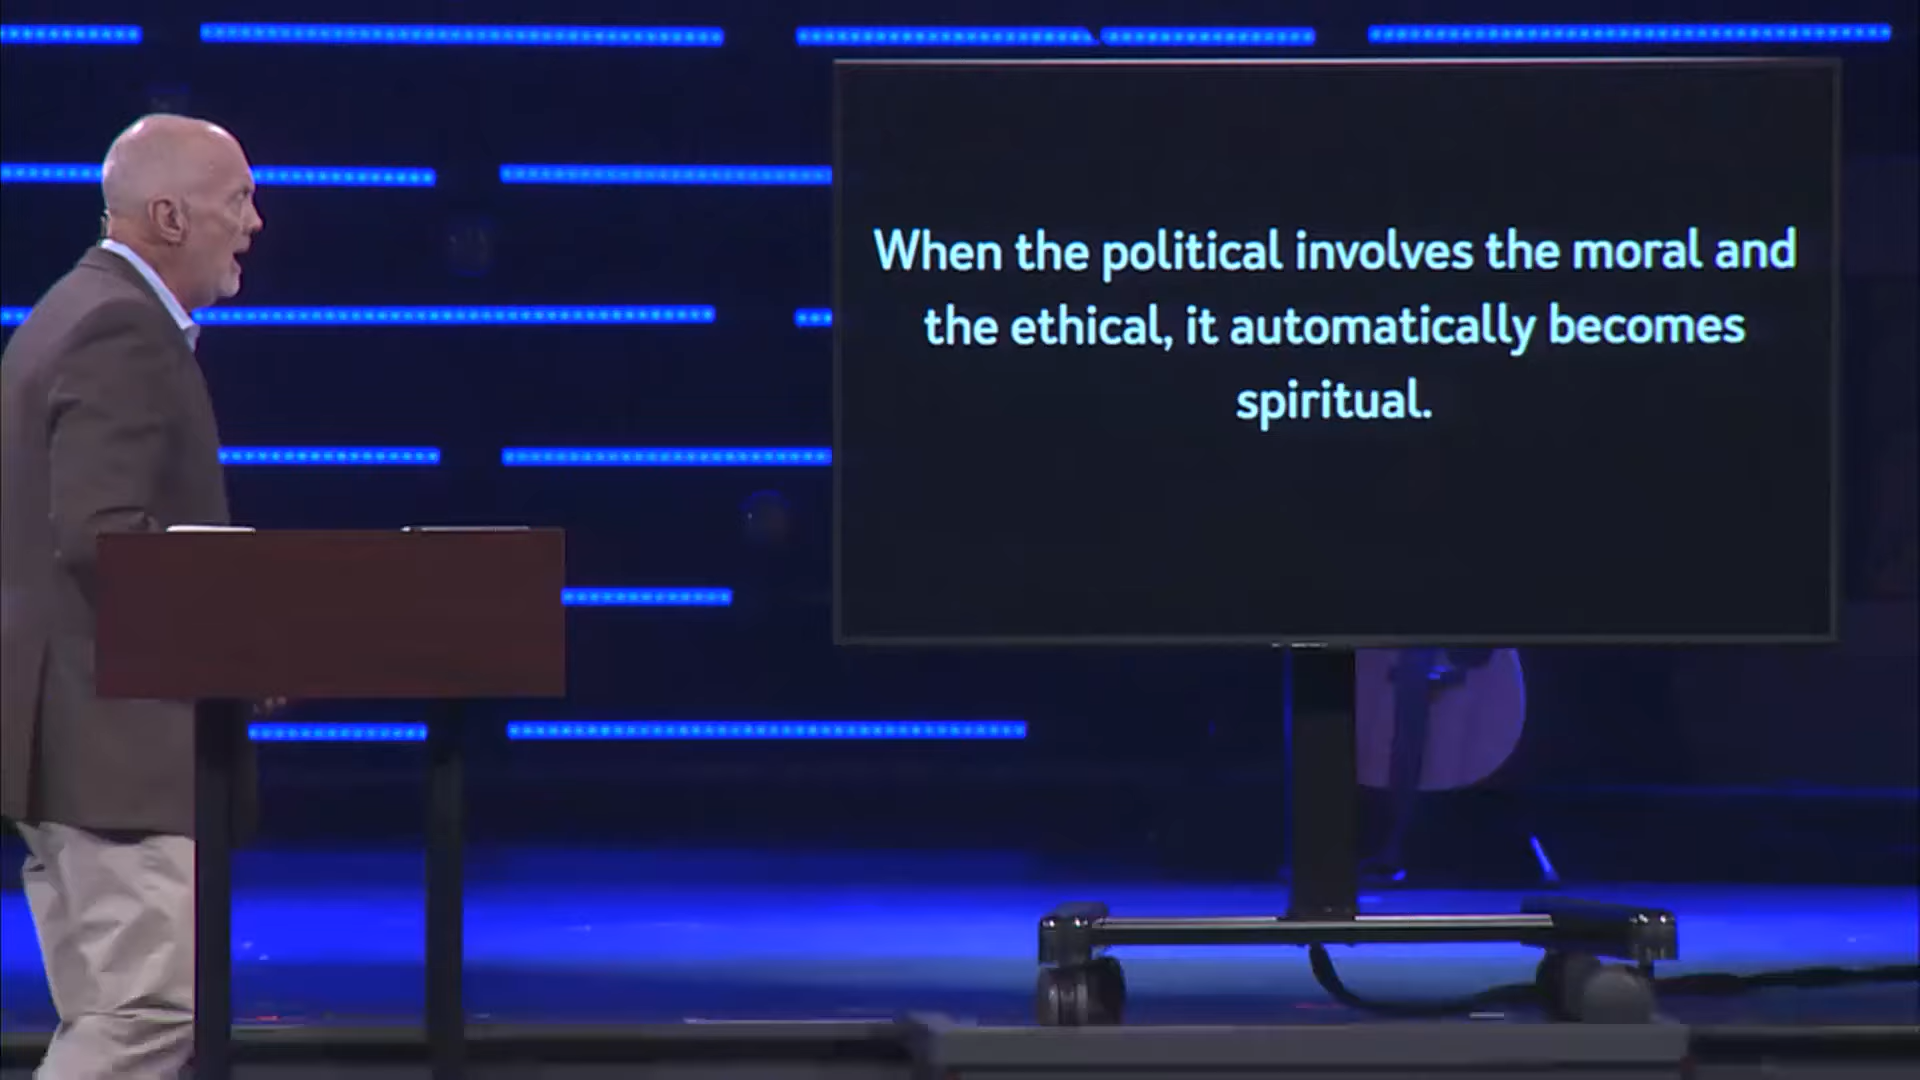 When the political involves the moral and
the ethical, it automatically becomes
spiritual.